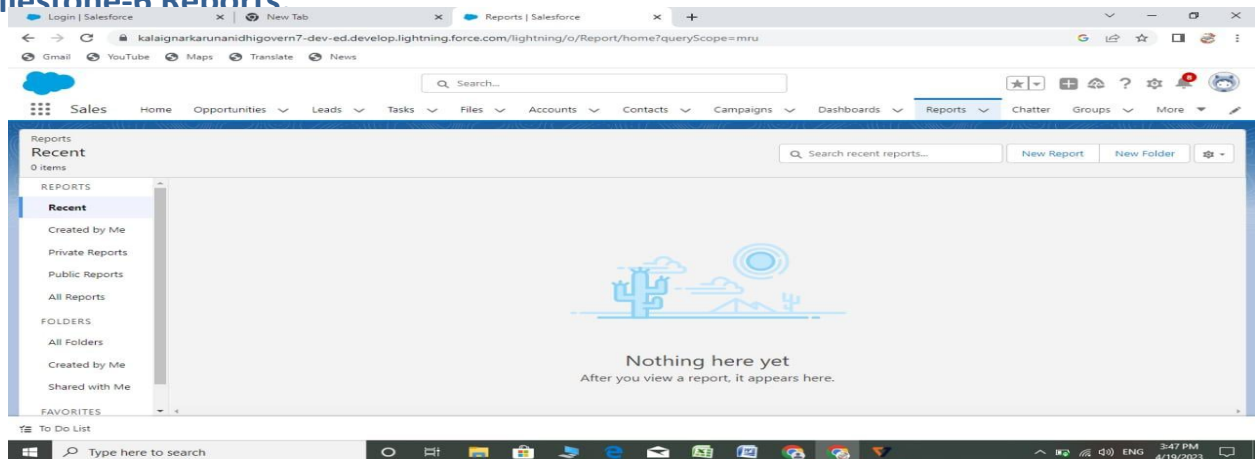 lestone-6 Reports.
Login | Salesforce New Tab Reports | Salesforce
kalaignarkarunanidhigovern7-dev-ed.develop.lightning.force.com/lightning/o/Report/home?queryScope=mru
Gmail YouTube Maps Translate News
Search...
Sales Home Opportunities Leads Tasks Files Accounts Contacts Campaigns Dashboards Reports Chatter Groups More
Reports
Recent
0 items
Search recent reports... New Report New Folder
REPORTS
Recent
Created by Me
Private Reports
Public Reports
All Reports
FOLDERS
All Folders
Created by Me
Shared with Me
FAVORITES
Nothing here yet
After you view a report, it appears here.
To Do List
Type here to search
ENG
3:47 PM
4/19/2023